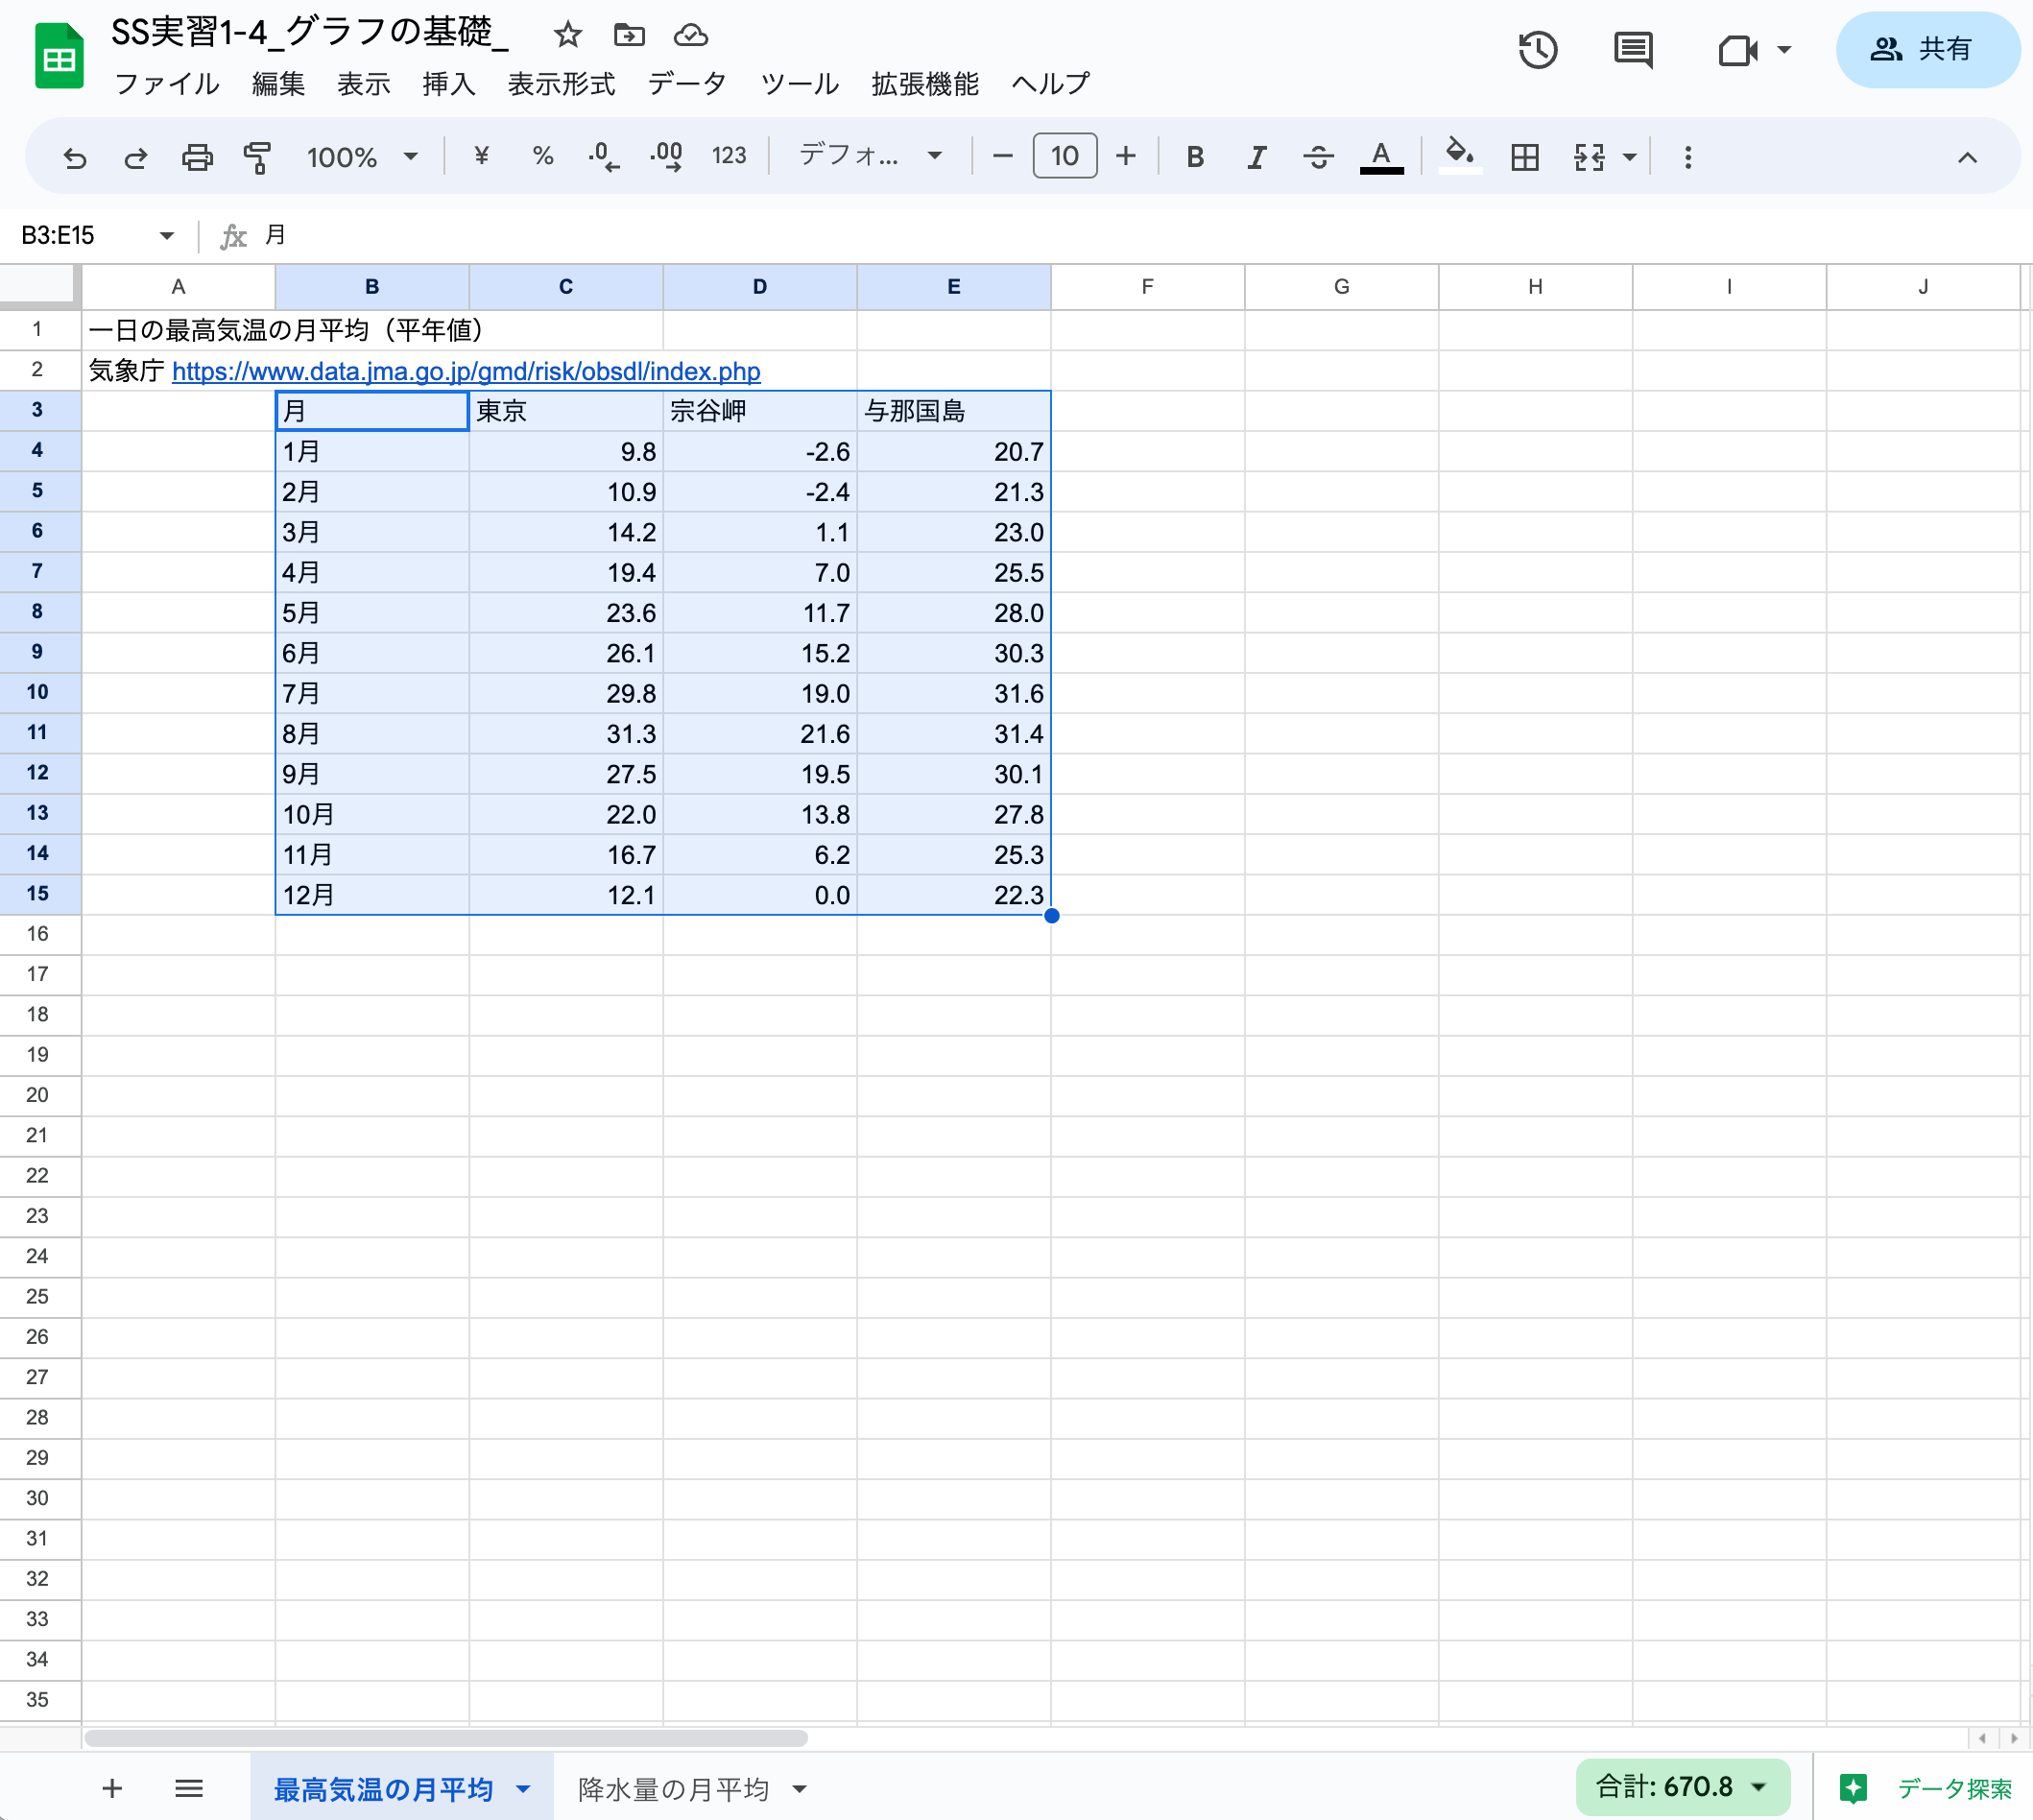 SS実習1-4_グラフの基礎_
共有
ファイル 編集 表示 挿入 表示形式 データ ツール 拡張機能 ヘルプ
100% ¥ % .0 .00 123 デフォ... 10 B I S A
B3:E15 fx 月
A B C D E F G H I J
1 一日の最高気温の月平均（平年値）
2 気象庁 https://www.data.jma.go.jp/gmd/risk/obsdl/index.php
3 月 東京 宗谷岬 与那国島
4 1月 9.8 -2.6 20.7
5 2月 10.9 -2.4 21.3
6 3月 14.2 1.1 23.0
7 4月 19.4 7.0 25.5
8 5月 23.6 11.7 28.0
9 6月 26.1 15.2 30.3
10 7月 29.8 19.0 31.6
11 8月 31.3 21.6 31.4
12 9月 27.5 19.5 30.1
13 10月 22.0 13.8 27.8
14 11月 16.7 6.2 25.3
15 12月 12.1 0.0 22.3
16
17
18
19
20
21
22
23
24
25
26
27
28
29
30
31
32
33
34
35
最高気温の月平均 降水量の月平均 合計: 670.8 データ探索